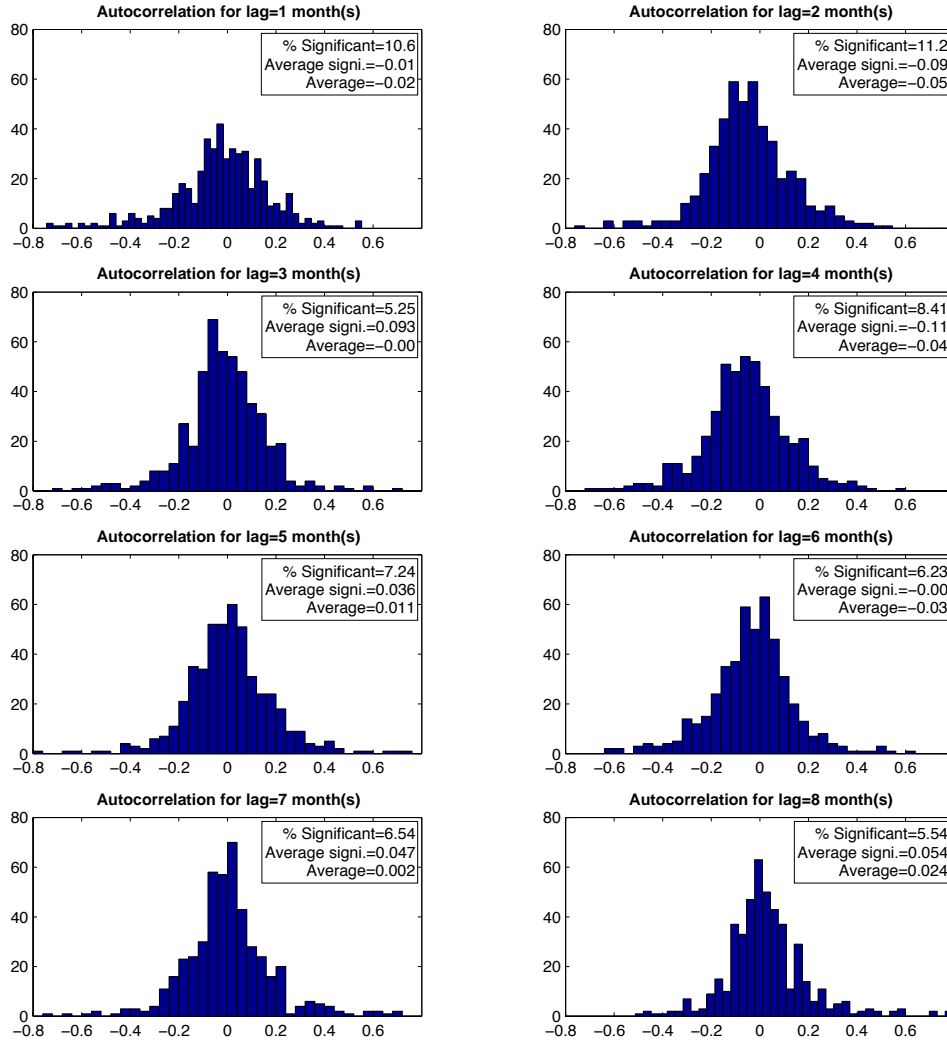 Autocorrelation for lag=1 month(s)
% Significant=10.6
Average signi.=−0.01
Average=−0.02
80
60
40
20
0
−0.8 −0.6 −0.4 −0.2 0 0.2 0.4 0.6
Autocorrelation for lag=2 month(s)
% Significant=11.2
Average signi.=−0.09
Average=−0.05
80
60
40
20
0
−0.8 −0.6 −0.4 −0.2 0 0.2 0.4 0.6
Autocorrelation for lag=3 month(s)
% Significant=5.25
Average signi.=0.093
Average=−0.00
80
60
40
20
0
−0.8 −0.6 −0.4 −0.2 0 0.2 0.4 0.6
Autocorrelation for lag=4 month(s)
% Significant=8.41
Average signi.=−0.11
Average=−0.04
80
60
40
20
0
−0.8 −0.6 −0.4 −0.2 0 0.2 0.4 0.6
Autocorrelation for lag=5 month(s)
% Significant=7.24
Average signi.=0.036
Average=0.011
80
60
40
20
0
−0.8 −0.6 −0.4 −0.2 0 0.2 0.4 0.6
Autocorrelation for lag=6 month(s)
% Significant=6.23
Average signi.=−0.00
Average=−0.03
80
60
40
20
0
−0.8 −0.6 −0.4 −0.2 0 0.2 0.4 0.6
Autocorrelation for lag=7 month(s)
% Significant=6.54
Average signi.=0.047
Average=0.002
80
60
40
20
0
−0.8 −0.6 −0.4 −0.2 0 0.2 0.4 0.6
Autocorrelation for lag=8 month(s)
% Significant=5.54
Average signi.=0.054
Average=0.024
80
60
40
20
0
−0.8 −0.6 −0.4 −0.2 0 0.2 0.4 0.6